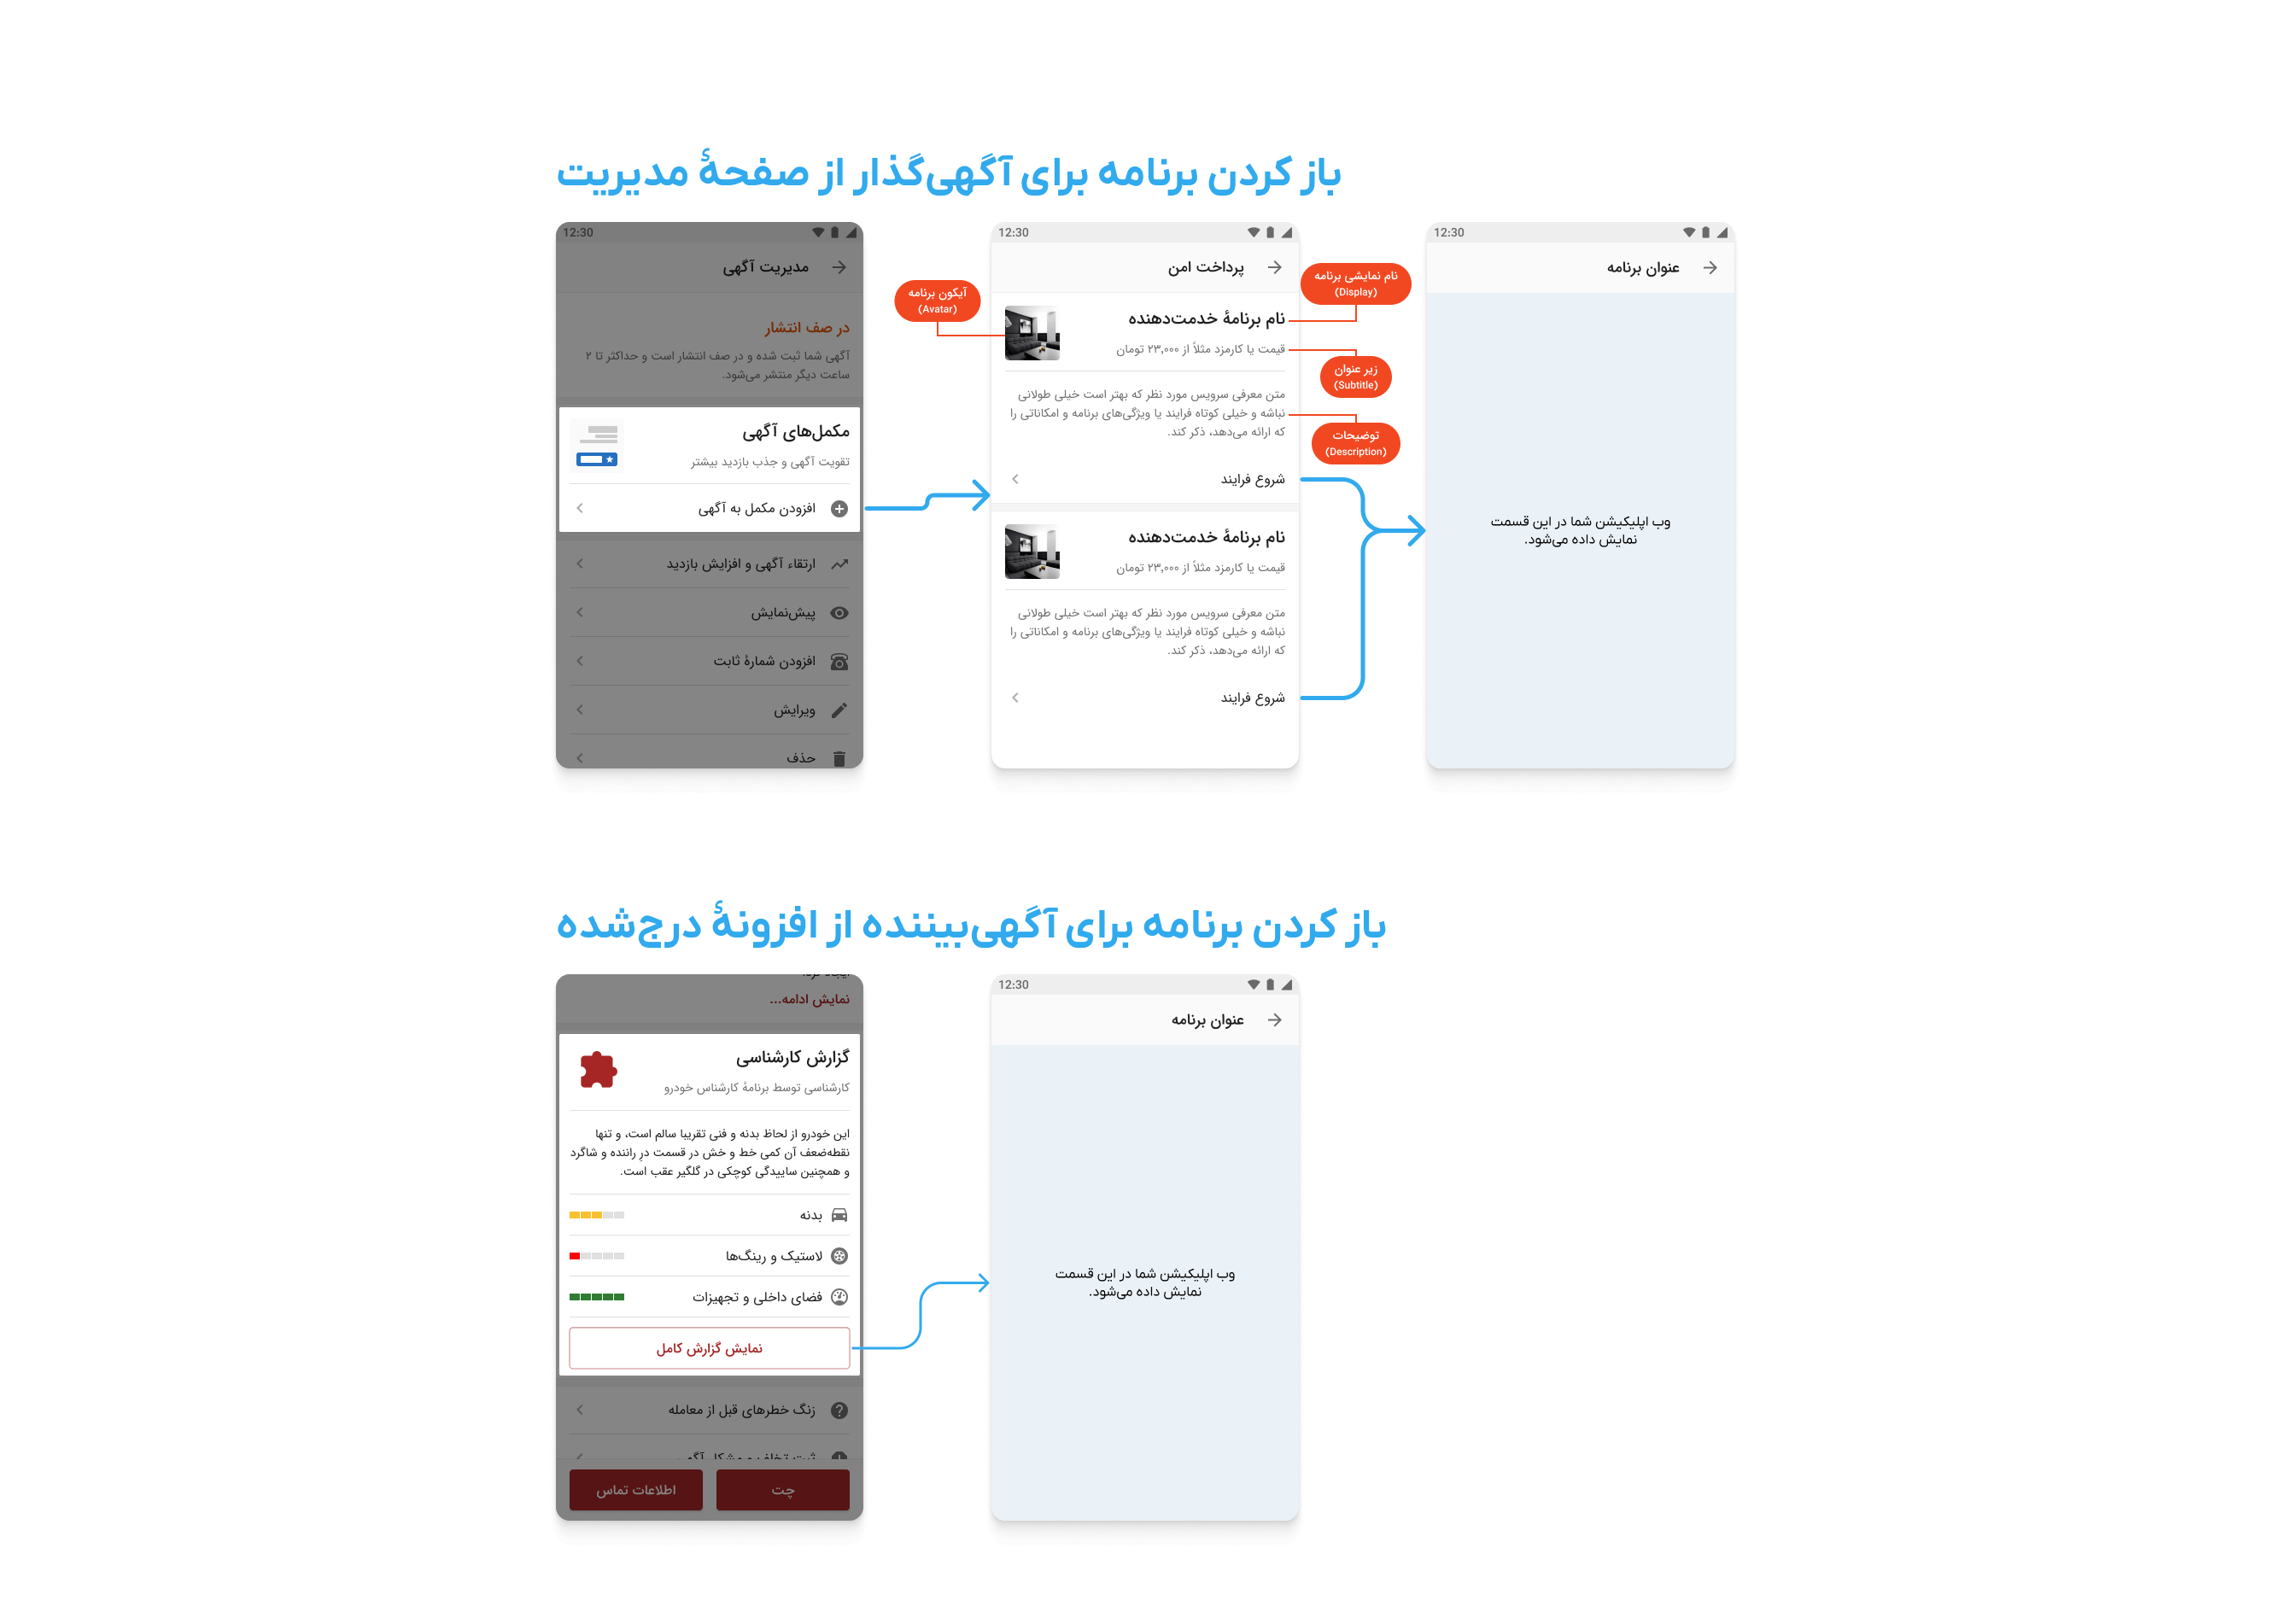 باز کردن برنامه برای آگهی‌گذار از صفحهٔ مدیریت
12:30
مدیریت آگهی
در صف انتشار
آگهی شما ثبت شده و در صف انتشار است و حداکثر تا ۲
ساعت دیگر منتشر می‌شود.
مکمل‌های آگهی
تقویت آگهی و جذب بازدید بیشتر
افزودن مکمل به آگهی
ارتقاء آگهی و افزایش بازدید
پیش‌نمایش
افزودن شمارهٔ ثابت
ویرایش
حذف
آیکون برنامه
(Avatar)
12:30
پرداخت امن
نام برنامهٔ خدمت‌دهنده
قیمت یا کارمزد مثلاً از ۲۳,۰۰۰ تومان
متن معرفی سرویس مورد نظر که بهتر است خیلی طولانی
نباشه و خیلی کوتاه فرایند یا ویژگی‌های برنامه و امکاناتی را
که ارائه می‌دهد، ذکر کند.
شروع فرایند
نام برنامهٔ خدمت‌دهنده
قیمت یا کارمزد مثلاً از ۲۳,۰۰۰ تومان
متن معرفی سرویس مورد نظر که بهتر است خیلی طولانی
نباشه و خیلی کوتاه فرایند یا ویژگی‌های برنامه و امکاناتی را
که ارائه می‌دهد، ذکر کند.
شروع فرایند
نام نمایشی برنامه
(Display)
زیر عنوان
(Subtitle)
توضیحات
(Description)
12:30
عنوان برنامه
وب اپلیکیشن شما در این قسمت
نمایش داده می‌شود.
باز کردن برنامه برای آگهی‌بیننده از افزونهٔ درج‌شده
نمایش ادامه...
گزارش کارشناسی
کارشناسی توسط برنامهٔ کارشناس خودرو
این خودرو از لحاظ بدنه و فنی تقریبا سالم است، و تنها
نقطه‌ضعف آن کمی خط و خش در قسمت درِ راننده و شاگرد
و همچنین ساییدگی کوچکی در گلگیر عقب است.
بدنه
لاستیک و رینگ‌ها
فضای داخلی و تجهیزات
نمایش گزارش کامل
زنگ خطرهای قبل از معامله
چت
اطلاعات تماس
12:30
عنوان برنامه
وب اپلیکیشن شما در این قسمت
نمایش داده می‌شود.